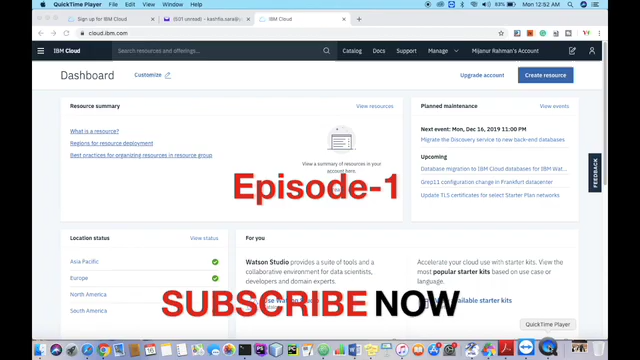 QuickTime Player File Edit View Window Help 93% Mon 12:52 AM
Sign up for IBM Cloud
IBM Cloud
cloud.ibm.com
IBM Cloud Search resources and offerings... Catalog Docs Support Manage Mijanur Rahman's Account
Dashboard Customize Upgrade account Create resource
Resource summary View resources
What is a resource?
Regions for resource deployment
Best practices for organizing resources in resource group
View a summary of resources in your
account here.
Planned maintenance View events
Next event: Mon, Dec 16, 2019 11:00 PM
Migrate the Discovery service to new back-end databases
Upcoming
Database migration to IBM Cloud databases for IBM Wat...
Grep11 configuration change in Frankfurt datacenter
Update TLS certificates for select Starter Plan networks
FEEDBACK
Episode-1
Location status View status
Asia Pacific
Europe
North America
South America
For you
Watson Studio provides a suite of tools and
collaborative environment for data scientists,
developers and domain experts.
Accelerate your cloud use with starter kits. View the
most popular starter kits based on use case or
language.
available starter kits
SUBSCRIBE NOW
QuickTime Player